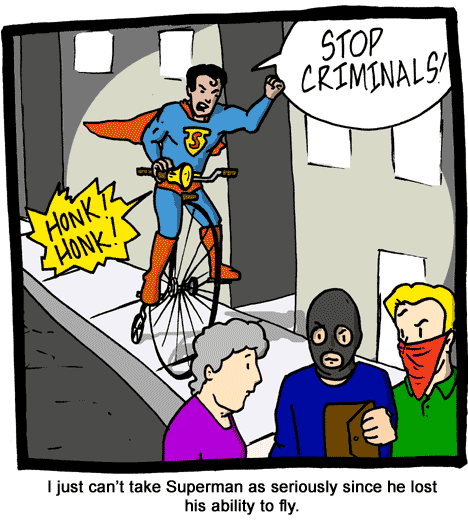 STOP
CRIMINALS!
S
HONK!
HONK!
I just can't take Superman as seriously since he lost
his ability to fly.